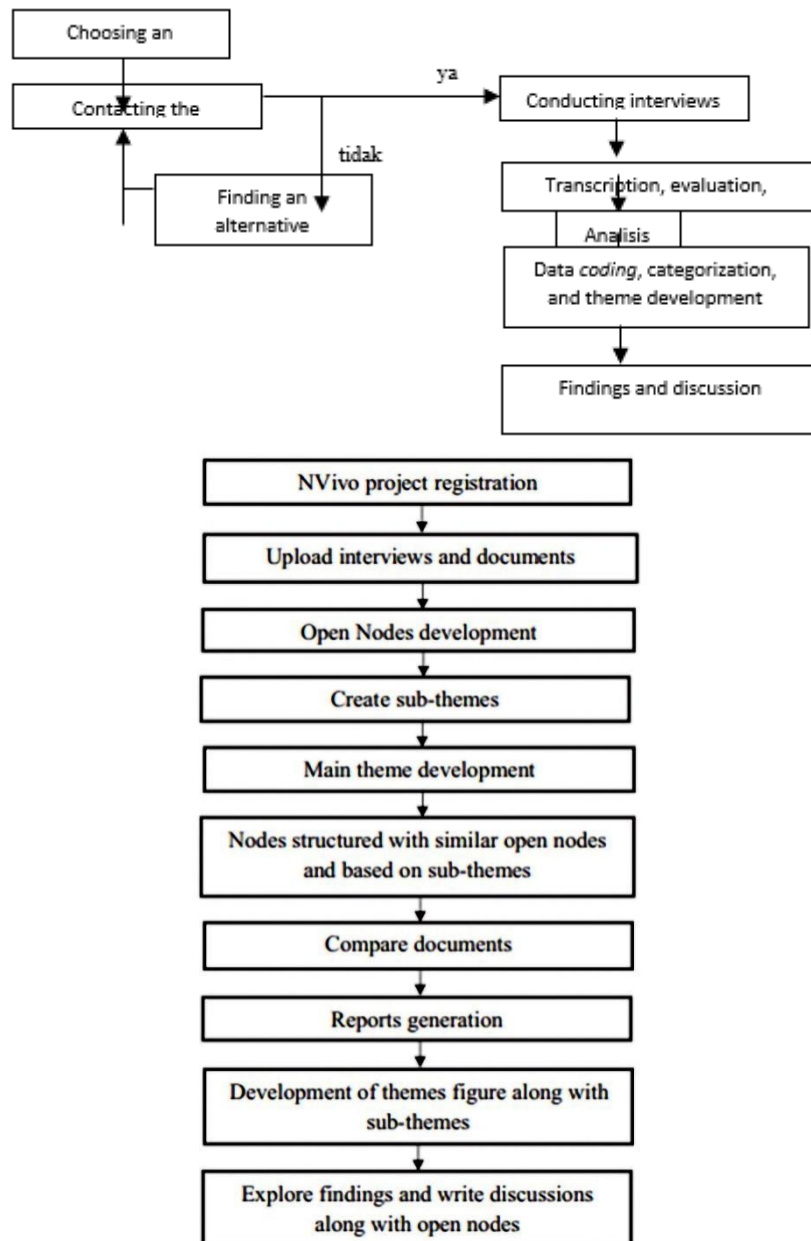 Choosing an
Contacting the
ya
tidak
Finding an
alternative
Conducting interviews
Transcription, evaluation,
Analisis
Data coding, categorization,
and theme development
Findings and discussion
NVivo project registration
Upload interviews and documents
Open Nodes development
Create sub-themes
Main theme development
Nodes structured with similar open nodes
and based on sub-themes
Compare documents
Reports generation
Development of themes figure along with
sub-themes
Explore findings and write discussions
along with open nodes